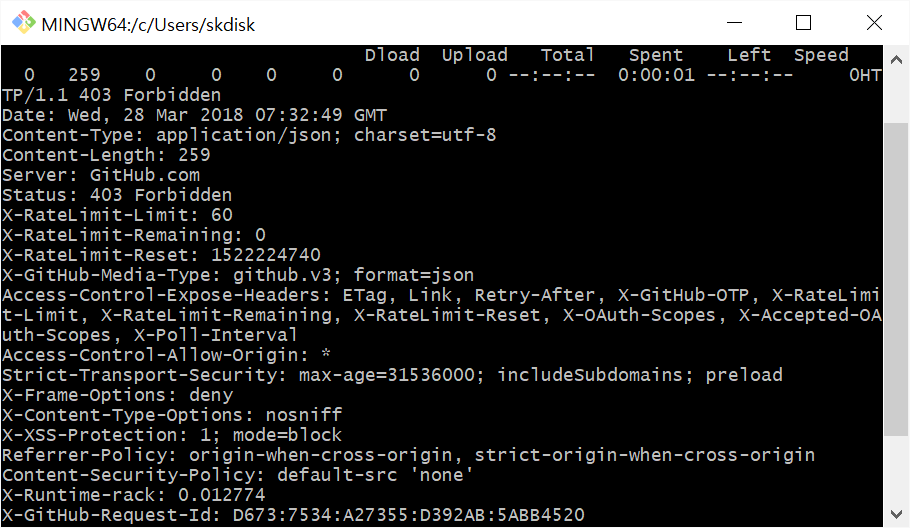 MINGW64:/c/Users/skdisk
Dload  Upload   Total   Spent    Left  Speed
0   259    0     0    0     0      0      0 --:--:--  0:00:01 --:--:--     0HT
TP/1.1 403 Forbidden
Date: Wed, 28 Mar 2018 07:32:49 GMT
Content-Type: application/json; charset=utf-8
Content-Length: 259
Server: GitHub.com
Status: 403 Forbidden
X-RateLimit-Limit: 60
X-RateLimit-Remaining: 0
X-RateLimit-Reset: 1522224740
X-GitHub-Media-Type: github.v3; format=json
Access-Control-Expose-Headers: ETag, Link, Retry-After, X-GitHub-OTP, X-RateLimi
t-Limit, X-RateLimit-Remaining, X-RateLimit-Reset, X-OAuth-Scopes, X-Accepted-OA
uth-Scopes, X-Poll-Interval
Access-Control-Allow-Origin: *
Strict-Transport-Security: max-age=31536000; includeSubdomains; preload
X-Frame-Options: deny
X-Content-Type-Options: nosniff
X-XSS-Protection: 1; mode=block
Referrer-Policy: origin-when-cross-origin, strict-origin-when-cross-origin
Content-Security-Policy: default-src 'none'
X-Runtime-rack: 0.012774
X-GitHub-Request-Id: D673:7534:A27355:D392AB:5ABB4520